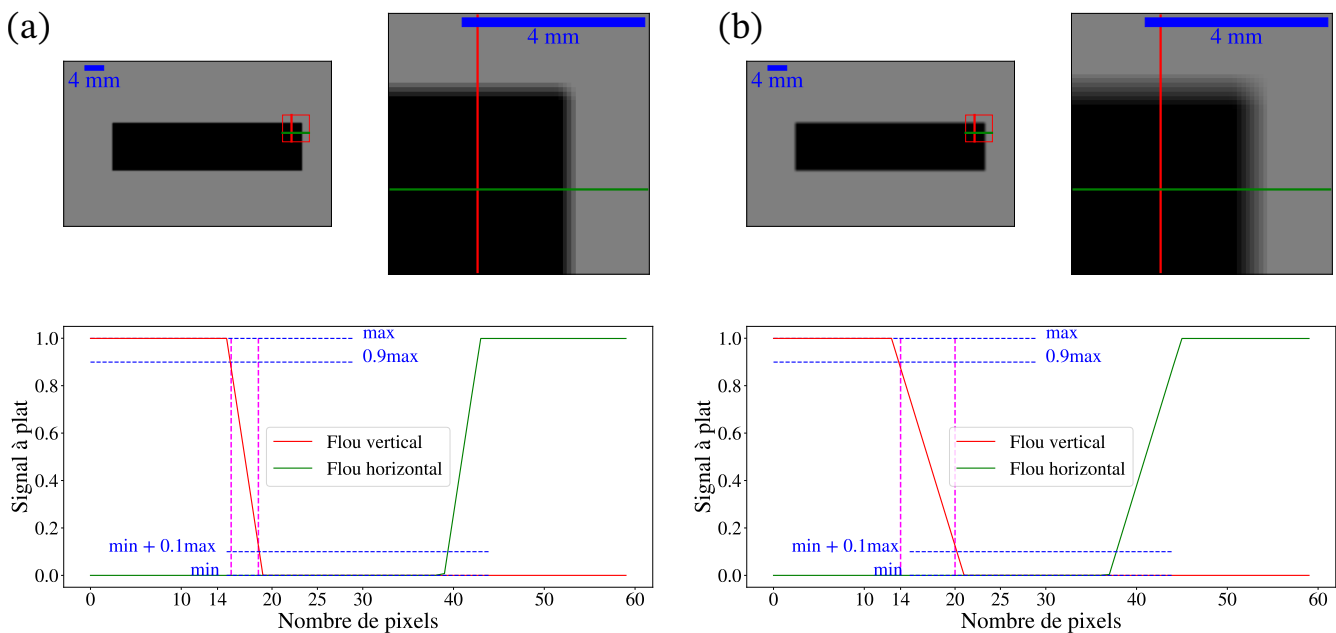 (a)
4 mm
4 mm
max
0.9max
min + 0.1max
min
Flou vertical
Flou horizontal
Signal à plat
1.0
0.8
0.6
0.4
0.2
0.0
0 10 14 20 25 30 40 50 60
Nombre de pixels
(b)
4 mm
4 mm
max
0.9max
min + 0.1max
min
Flou vertical
Flou horizontal
Signal à plat
1.0
0.8
0.6
0.4
0.2
0.0
0 10 14 20 25 30 40 50 60
Nombre de pixels